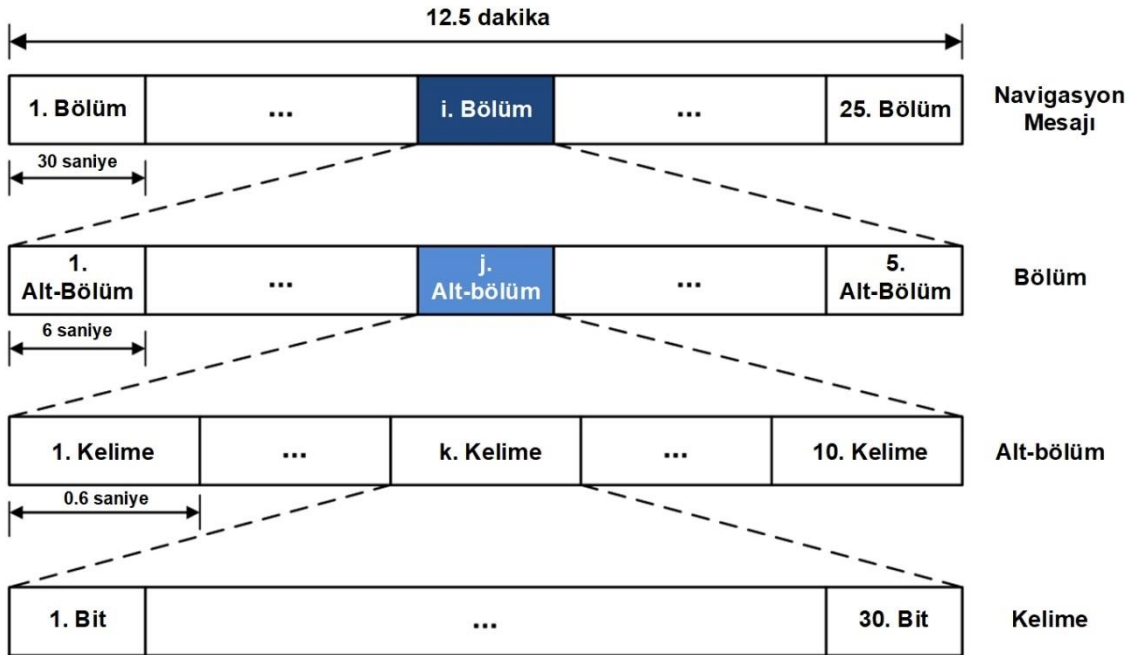 12.5 dakika
1. Bölüm
...
i. Bölüm
...
25. Bölüm
Navigasyon
Mesajı
30 saniye
1.
Alt-Bölüm
...
j.
Alt-bölüm
...
5.
Alt-Bölüm
Bölüm
6 saniye
1. Kelime
...
k. Kelime
...
10. Kelime
Alt-bölüm
0.6 saniye
1. Bit
...
30. Bit
Kelime